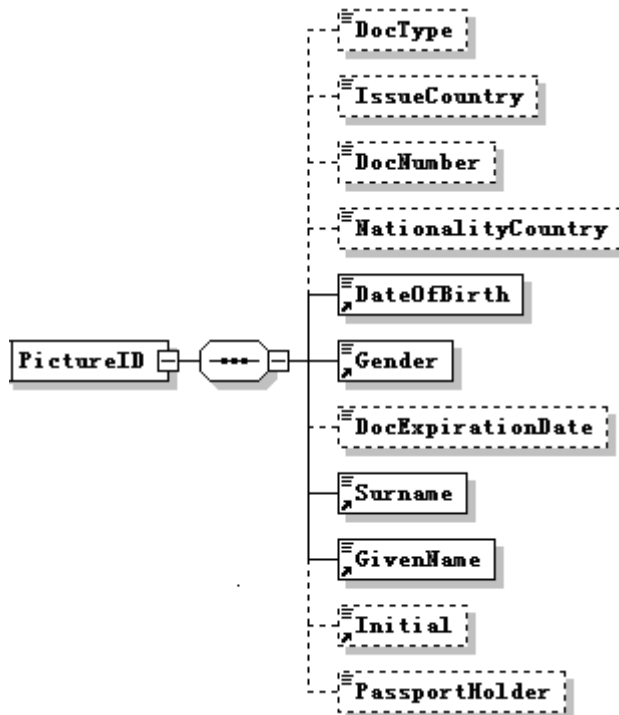 DocType
IssueCountry
DocNumber
NationalityCountry
DateOfBirth
PictureID
Gender
DocExpirationDate
Surname
GivenName
Initial
PassportHolder